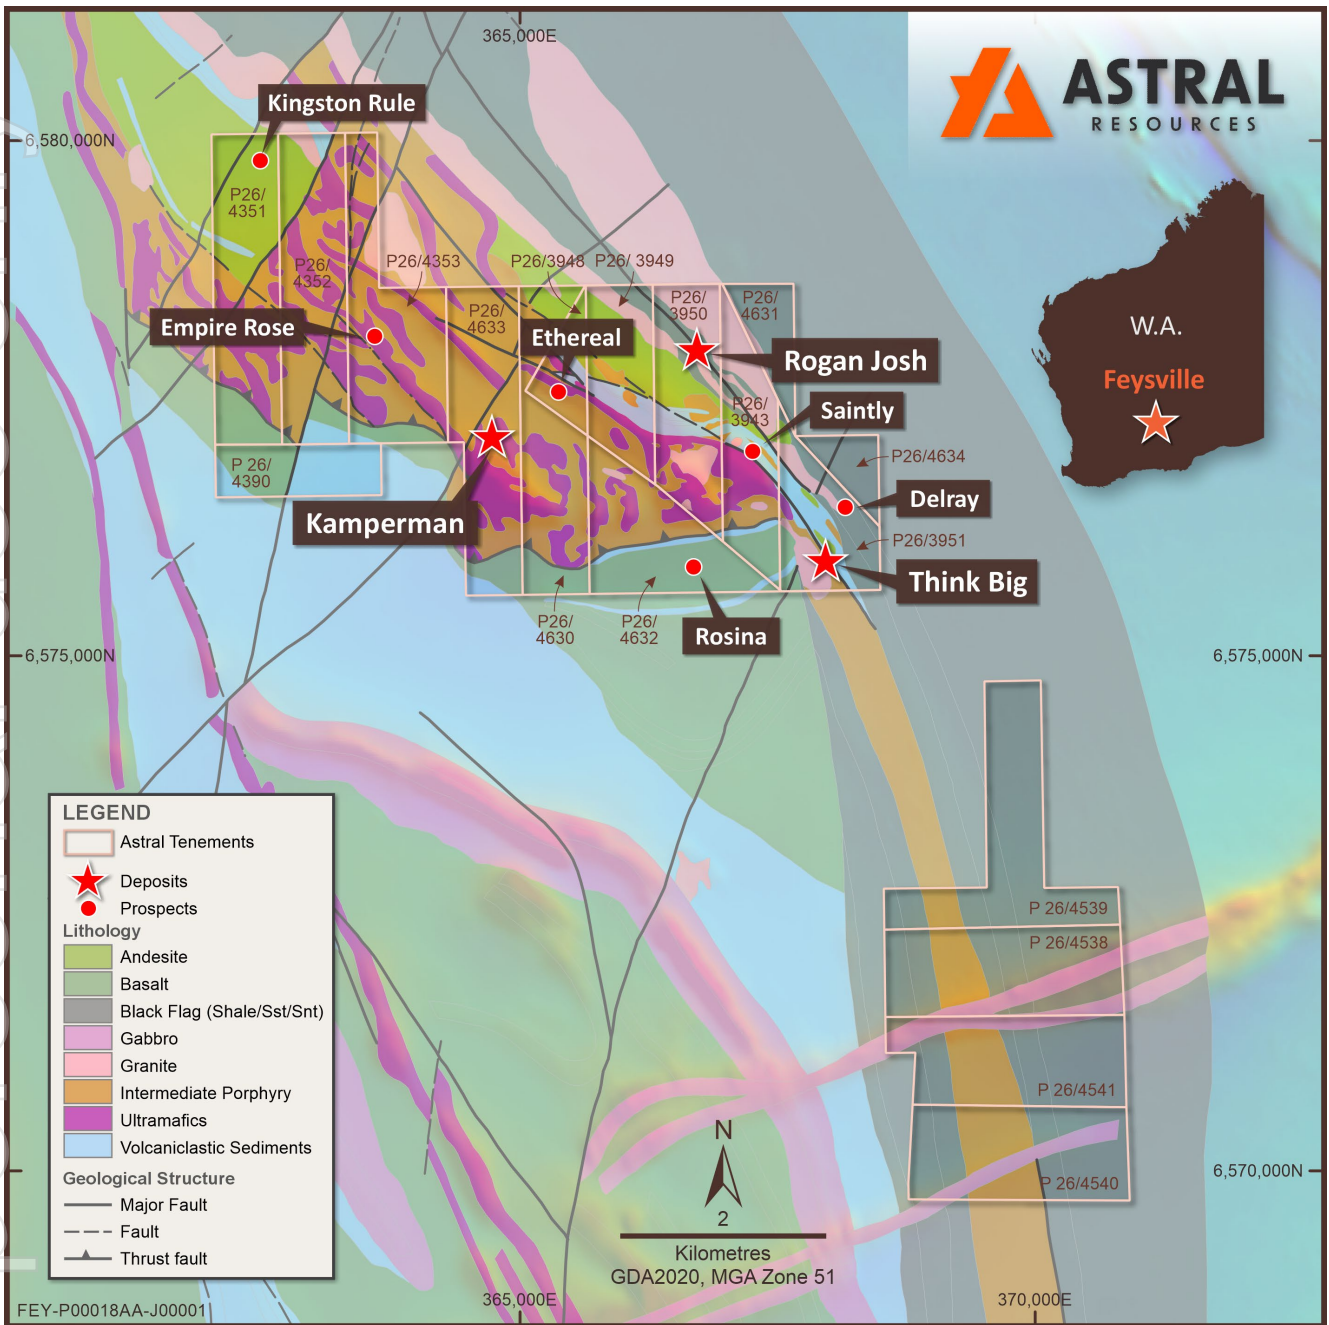 365,000E
ASTRAL
RESOURCES
Kingston Rule
6,580,000N
P26/
4351
P26/
4352
P26/4353
P26/3948
P26/ 3949
P26/
3950
P26/
4631
P26/
4633
Empire Rose
Ethereal
Rogan Josh
W.A.
Feysville
P26/
3943
Saintly
P26/4634
P 26/
4390
Delray
Kamperman
P26/3951
Think Big
P26/
4630
P26/
4632
Rosina
6,575,000N
6,575,000N
LEGEND
Astral Tenements
Deposits
Prospects
Lithology
Andesite
Basalt
Black Flag (Shale/Sst/Snt)
Gabbro
Granite
Intermediate Porphyry
Ultramafics
Volcaniclastic Sediments
Geological Structure
Major Fault
Fault
Thrust fault
P 26/4539
P 26/4538
P 26/4541
P 26/4540
6,570,000N
N
2
Kilometres
GDA2020, MGA Zone 51
365,000E
370,000E
FEY-P00018AA-J00001